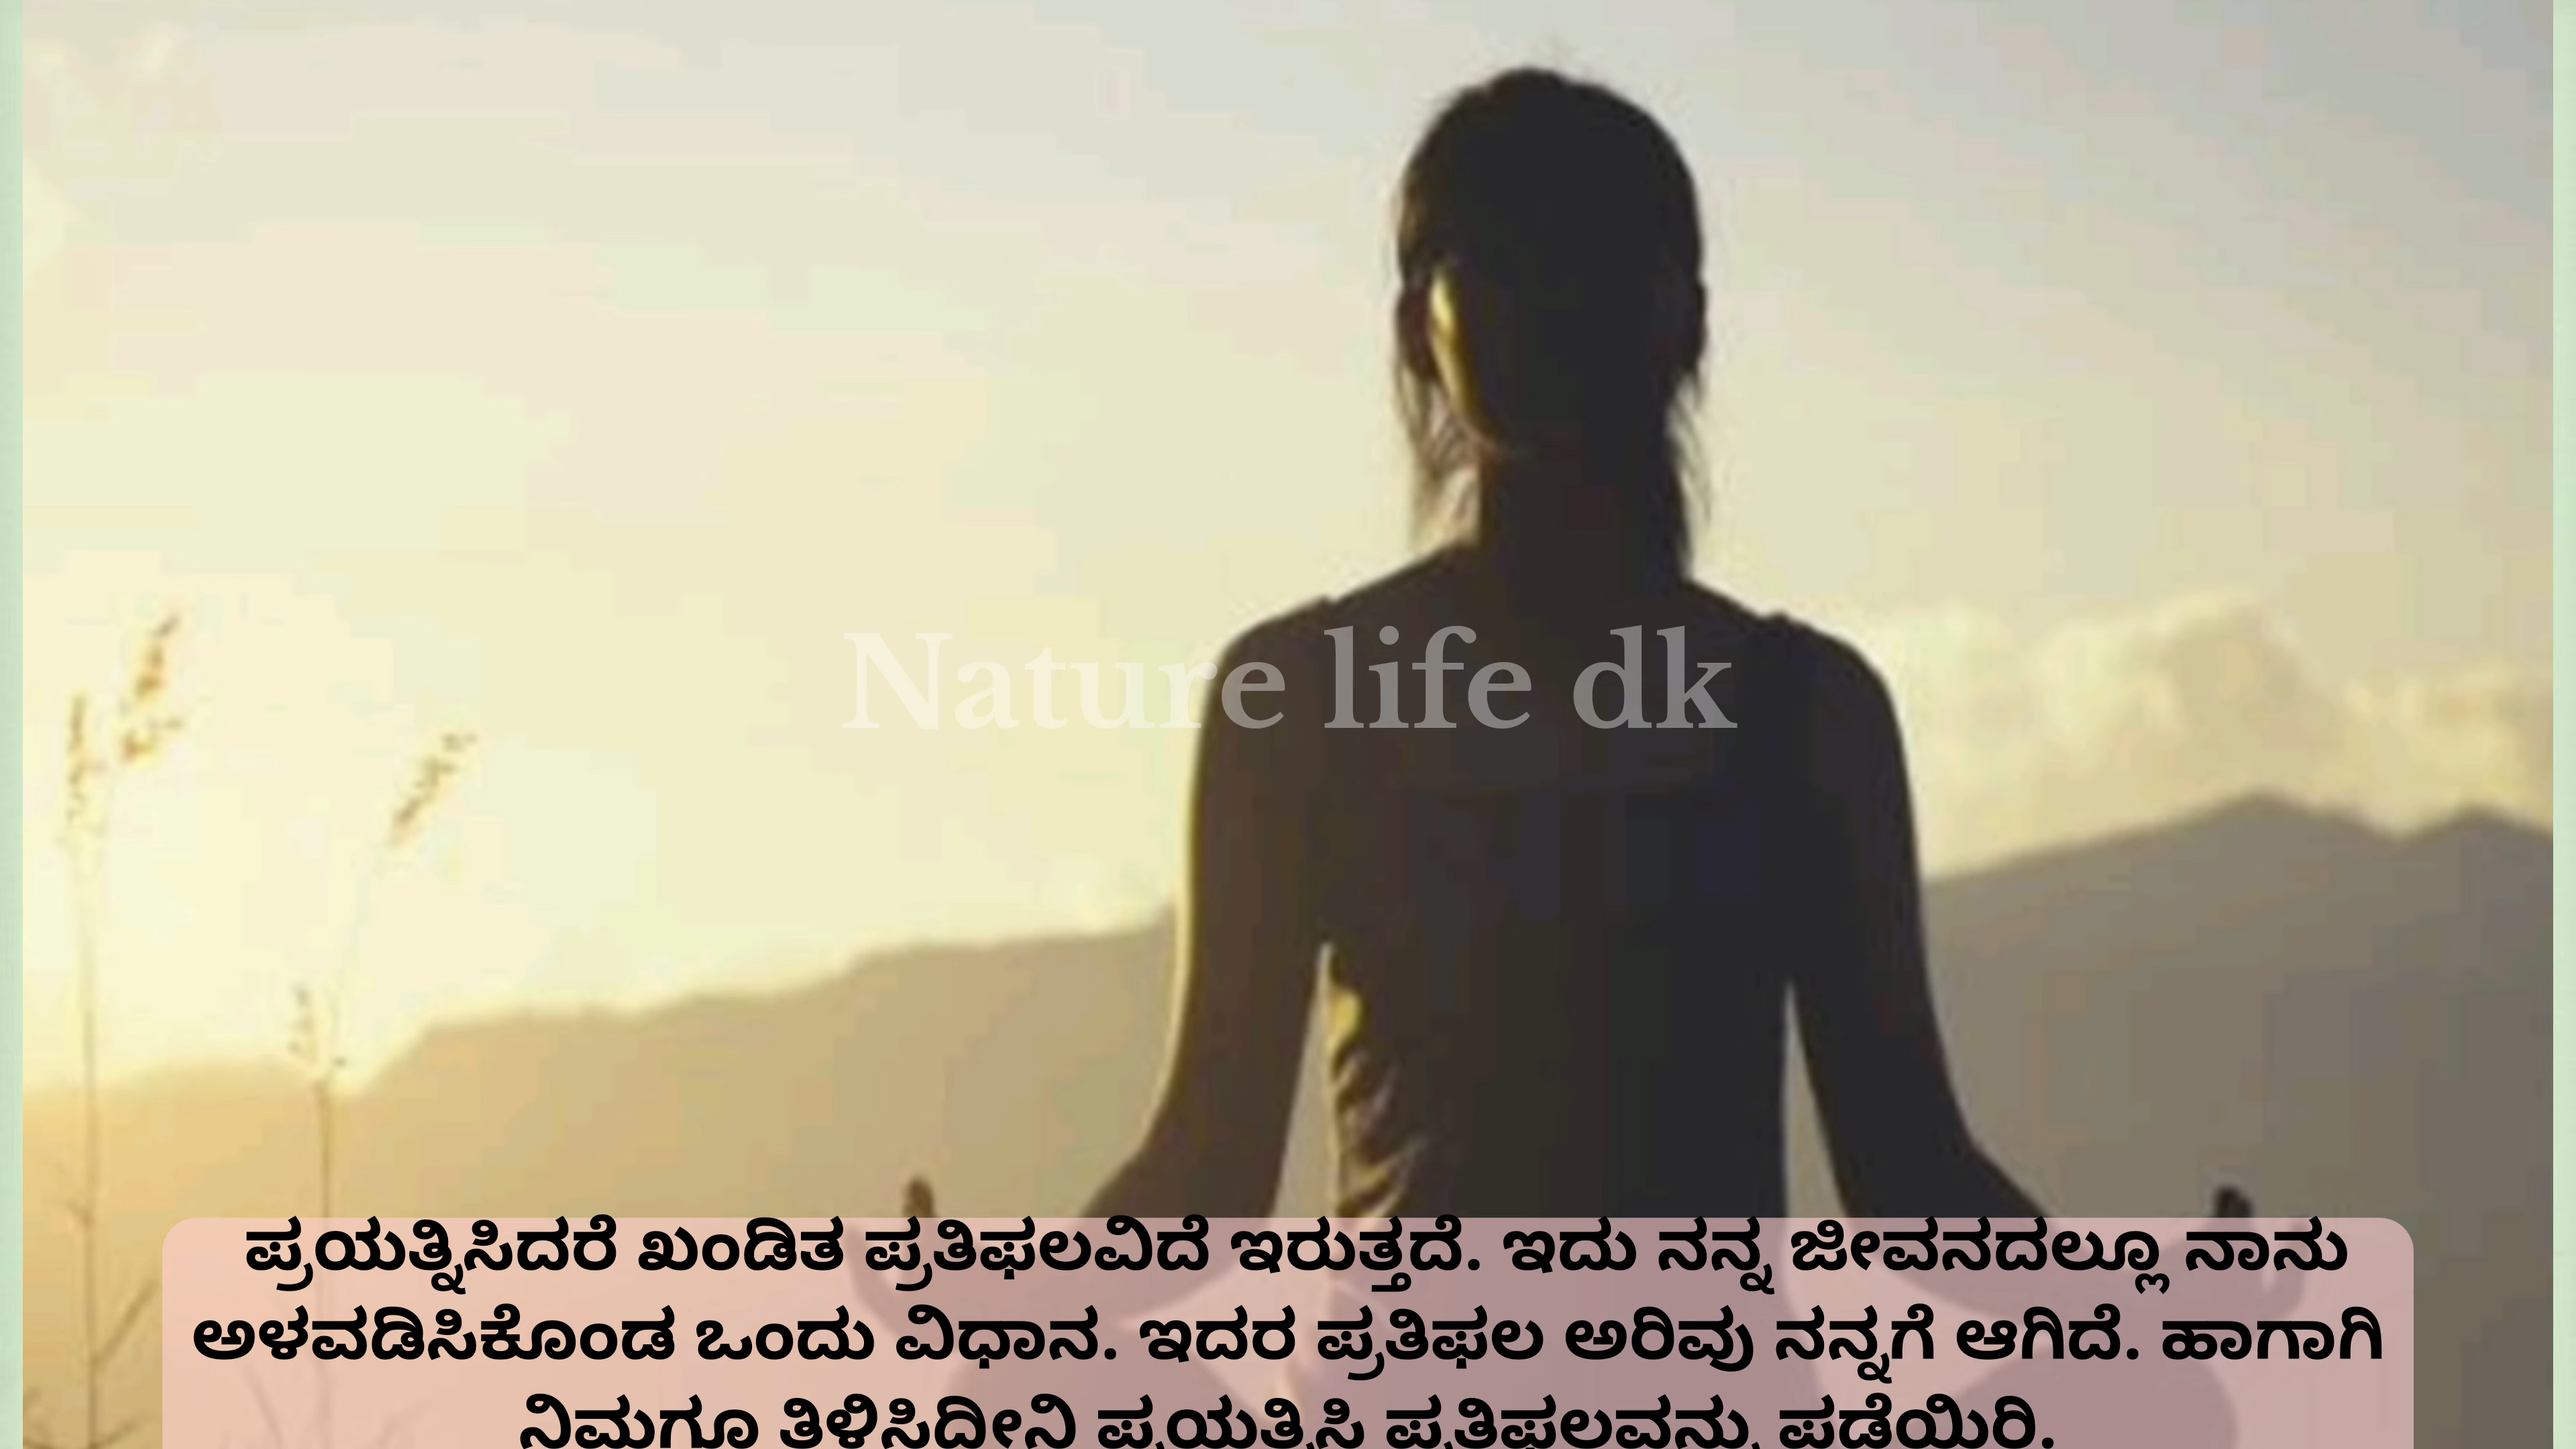 Nature life dk
ಪ್ರಯತ್ನಿಸಿದರೆ ಖಂಡಿತ ಪ್ರತಿಫಲವಿದೆ ಇರುತ್ತದೆ. ಇದು ನನ್ನ ಜೀವನದಲ್ಲೂ ನಾನು
ಅಳವಡಿಸಿಕೊಂಡ ಒಂದು ವಿಧಾನ. ಇದರ ಪ್ರತಿಫಲ ಅರಿವು ನನ್ನಗೆ ಆಗಿದೆ. ಹಾಗಾಗಿ
ನಿಮಗೂ ತಿಳಿಸಿದೀನಿ ಪ್ರಯತ್ನಿಸಿ ಪ್ರತಿಫಲವನ್ನು ಪಡೆಯಿರಿ.